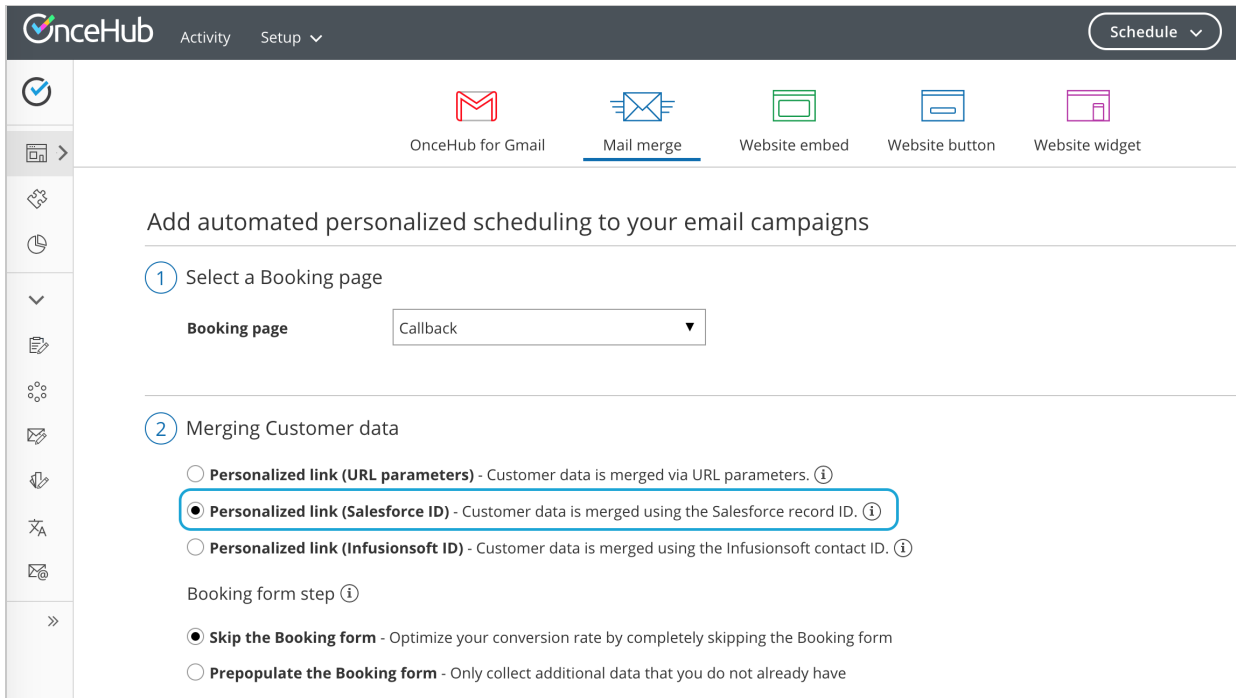 OnceHub
Activity
Setup
Schedule
OnceHub for Gmail
Mail merge
Website embed
Website button
Website widget
Add automated personalized scheduling to your email campaigns
1 Select a Booking page
Booking page
Callback
2 Merging Customer data
Personalized link (URL parameters) - Customer data is merged via URL parameters.
Personalized link (Salesforce ID) - Customer data is merged using the Salesforce record ID.
Personalized link (Infusionsoft ID) - Customer data is merged using the Infusionsoft contact ID.
Booking form step
Skip the Booking form - Optimize your conversion rate by completely skipping the Booking form
Prepopulate the Booking form - Only collect additional data that you do not already have